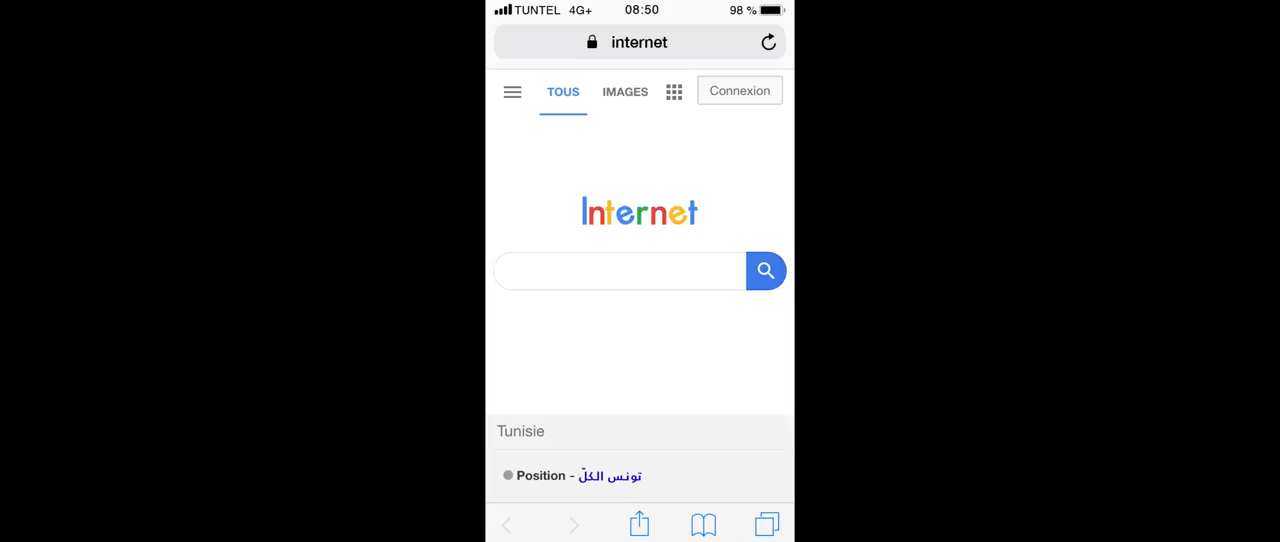 TUNTEL 4G+ 08:50 98 %
internet
TOUS IMAGES Connexion
Internet
Tunisie
Position - تونس الكلّ